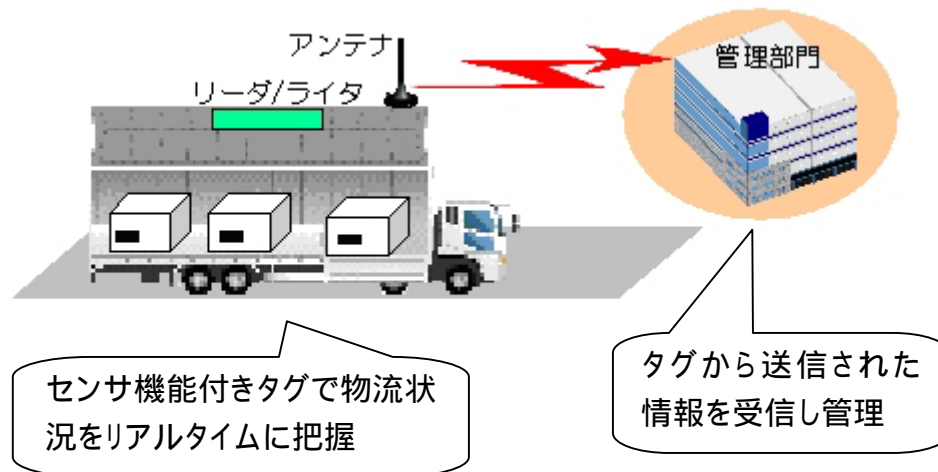 アンテナ
リーダ/ライタ
管理部門
センサ機能付きタグで物流状
況をリアルタイムに把握
タグから送信された
情報を受信し管理